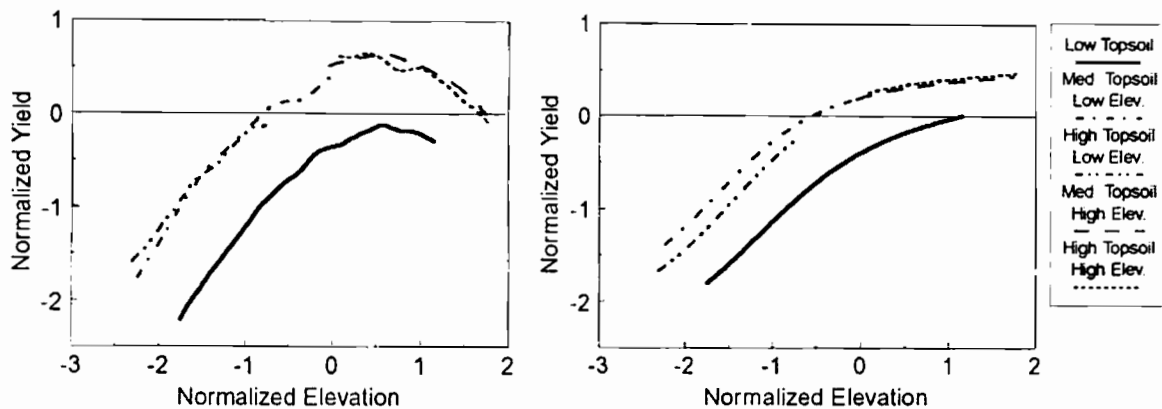 1
0
-1
-2
Normalized Yield
-3
-2
-1
0
1
2
Normalized Elevation
1
0
-1
-2
Normalized Yield
-3
-2
-1
0
1
2
Normalized Elevation
Low Topsoil
Med Topsoil
Low Elev.
High Topsoil
Low Elev.
Med Topsoil
High Elev.
High Topsoil
High Elev.